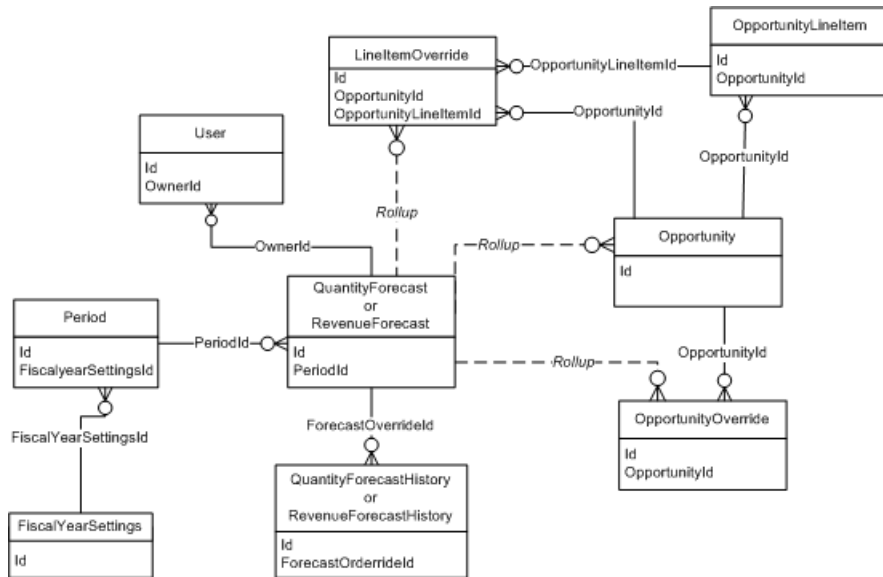 OpportunityLineItem
Id
OpportunityId
LineItemOverride
Id
OpportunityId
OpportunityLineItemId
OpportunityLineItemId
OpportunityId
OpportunityId
User
Id
OwnerId
Rollup
OwnerId
Rollup
Opportunity
Id
QuantityForecast
or
RevenueForecast
Id
PeriodId
Period
Id
FiscalyearSettingsId
PeriodId
OpportunityId
Rollup
ForecastOverrideId
OpportunityOverride
Id
OpportunityId
FiscalYearSettingsId
QuantityForecastHistory
or
RevenueForecastHistory
Id
ForecastOrderrideId
FiscalYearSettings
Id